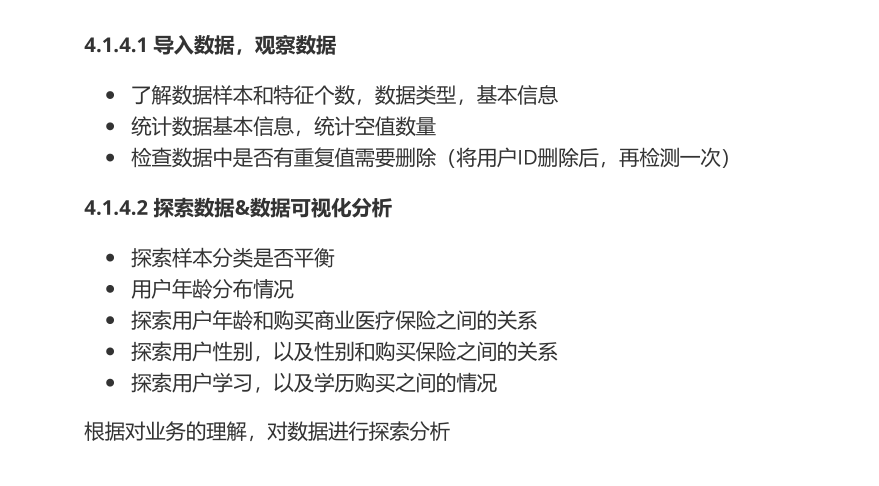 4.1.4.1 导入数据，观察数据
• 了解数据样本和特征个数，数据类型，基本信息
• 统计数据基本信息，统计空值数量
• 检查数据中是否有重复值需要删除（将用户ID删除后，再检测一次）
4.1.4.2 探索数据&数据可视化分析
• 探索样本分类是否平衡
• 用户年龄分布情况
• 探索用户年龄和购买商业医疗保险之间的关系
• 探索用户性别，以及性别和购买保险之间的关系
• 探索用户学习，以及学历购买之间的情况
根据对业务的理解，对数据进行探索分析